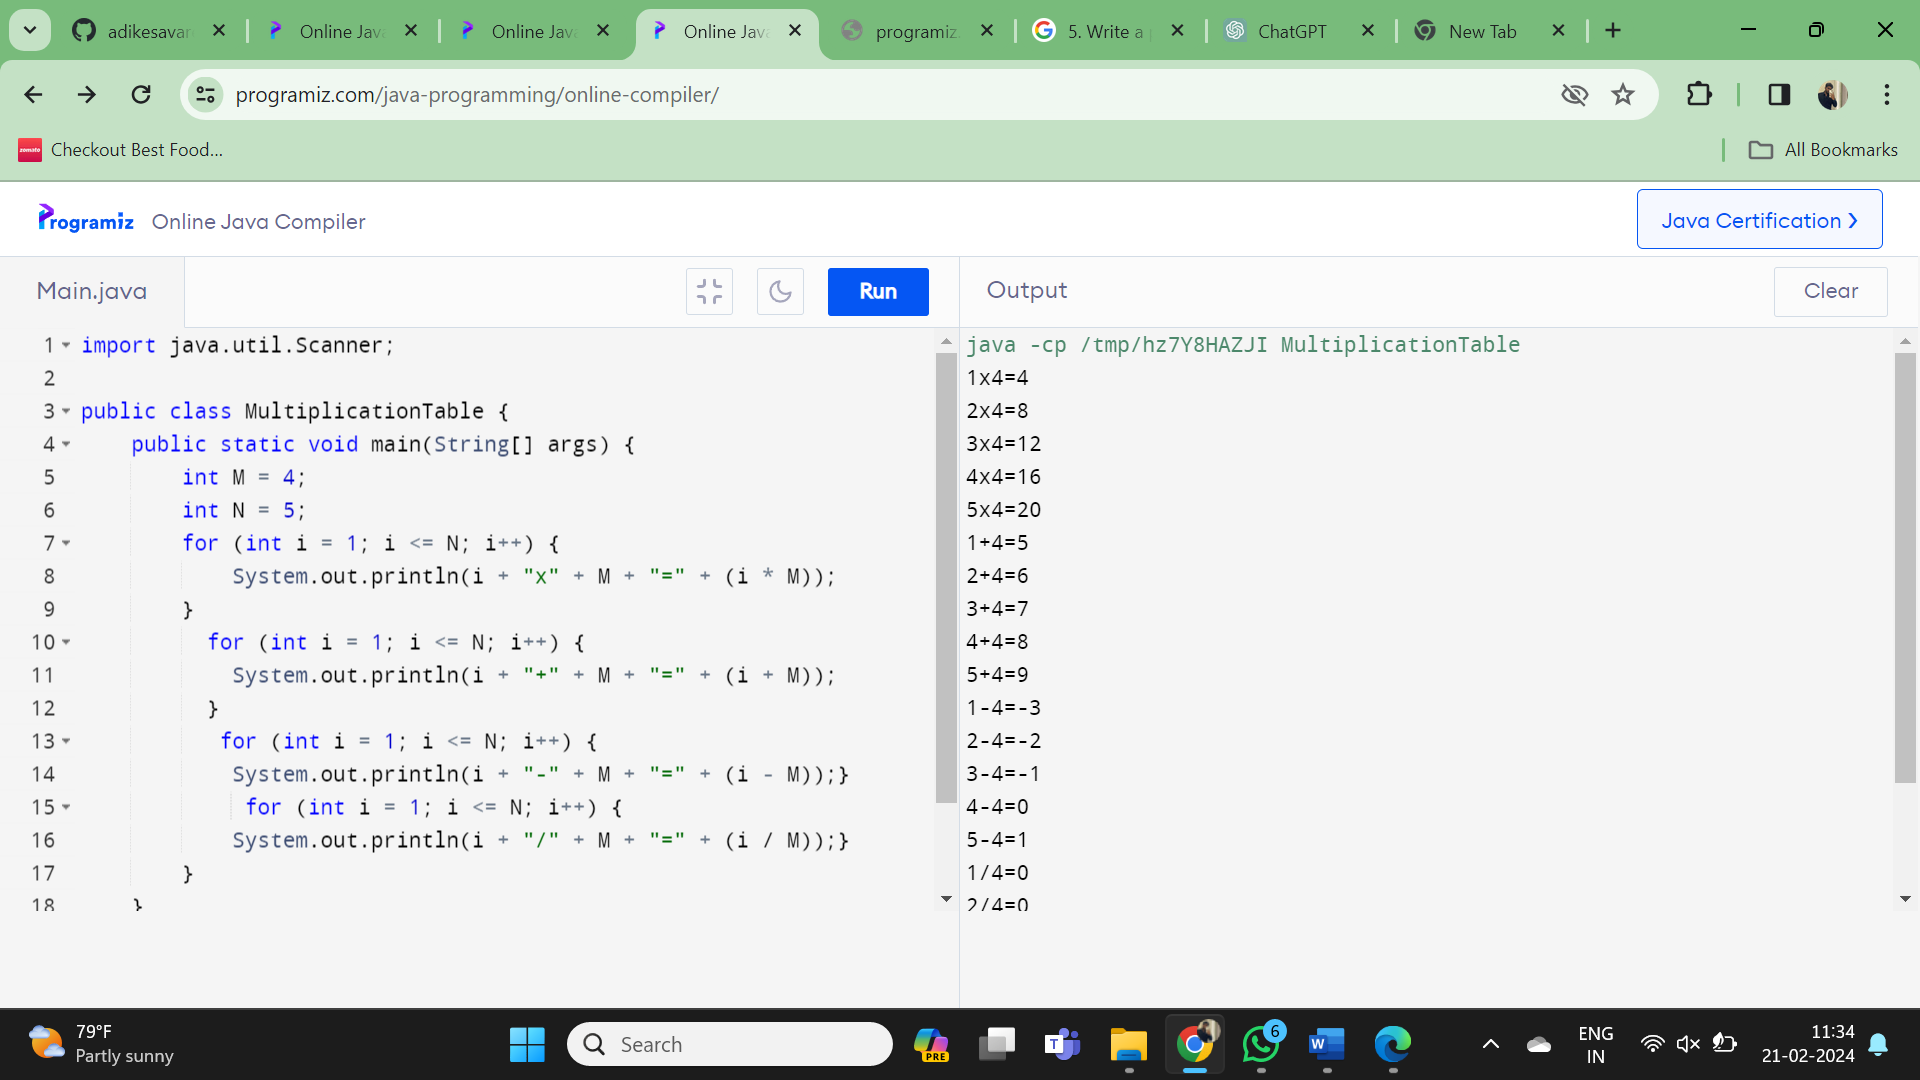 adikesavar
Online Java
Online Java
Online Java
programiz.
5. Write a p
ChatGPT
New Tab
programiz.com/java-programming/online-compiler/
zomato
Checkout Best Food...
All Bookmarks
Programiz
Online Java Compiler
Java Certification
Main.java
Run
Output
Clear
1 import java.util.Scanner;
2
3 public class MultiplicationTable {
4 public static void main(String[] args) {
5 int M = 4;
6 int N = 5;
7 for (int i = 1; i <= N; i++) {
8 System.out.println(i + "x" + M + "=" + (i * M));
9 }
10 for (int i = 1; i <= N; i++) {
11 System.out.println(i + "+" + M + "=" + (i + M));
12 }
13 for (int i = 1; i <= N; i++) {
14 System.out.println(i + "-" + M + "=" + (i - M));}
15 for (int i = 1; i <= N; i++) {
16 System.out.println(i + "/" + M + "=" + (i / M));}
17 }
18 }
java -cp /tmp/hz7Y8HAZJI MultiplicationTable
1x4=4
2x4=8
3x4=12
4x4=16
5x4=20
1+4=5
2+4=6
3+4=7
4+4=8
5+4=9
1-4=-3
2-4=-2
3-4=-1
4-4=0
5-4=1
1/4=0
2/4=0
79°F
Partly sunny
Search
PRE
T
6
W
ENG
IN
11:34
21-02-2024